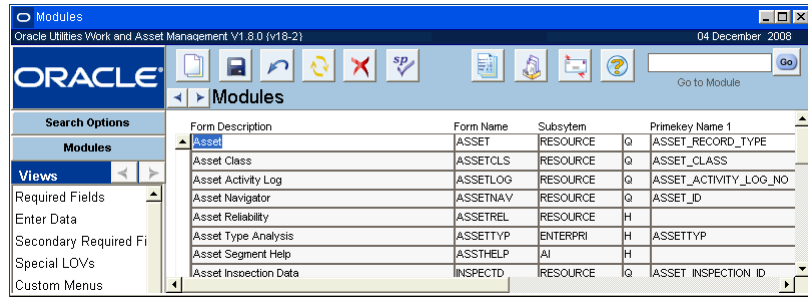 Modules
Oracle Utilities Work and Asset Management V1.8.0 {v18-2} 04 December 2008
ORACLE
sp
Go
Go to Module
Modules
Search Options
Modules
Views
Required Fields
Enter Data
Secondary Required Fi
Special LOVs
Custom Menus
Form Description Form Name Subsytem Primekey Name 1
Asset ASSET RESOURCE Q ASSET_RECORD_TYPE
Asset Class ASSETCLS RESOURCE Q ASSET_CLASS
Asset Activity Log ASSETLOG RESOURCE Q ASSET_ACTIVITY_LOG_NO
Asset Navigator ASSETNAV RESOURCE Q ASSET_ID
Asset Reliability ASSETREL RESOURCE H
Asset Type Analysis ASSETTYP ENTERPRI H ASSETTYP
Asset Segment Help ASSTHELP AI H
Asset Inspection Data INSPECTD RESOURCE Q ASSET_INSPECTION_ID